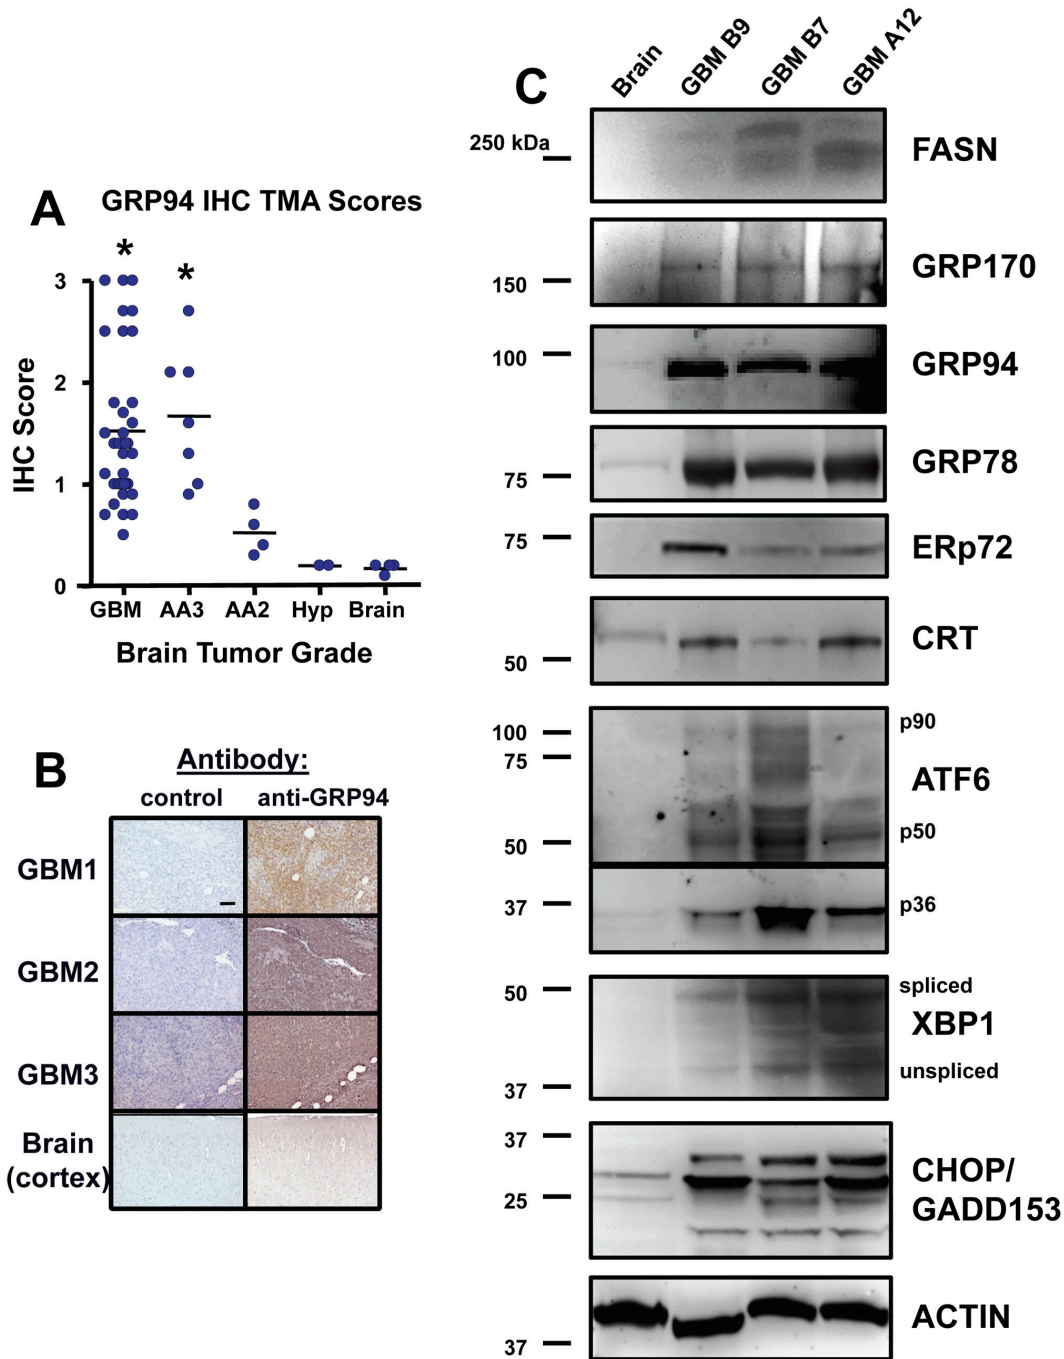 A
GRP94 IHC TMA Scores
* *
IHC Score
3
2
1
0
GBM AA3 AA2 Hyp Brain
Brain Tumor Grade
B
Antibody:
control anti-GRP94
GBM1
GBM2
GBM3
Brain
(cortex)
C
Brain GBM B9 GBM B7 GBM A12
250 kDa FASN
150 GRP170
100 GRP94
75 GRP78
75 ERp72
50 CRT
p90
100
75 ATF6
p50
50
37 p36
50 spliced
XBP1
unspliced
37
37
CHOP/
25 GADD153
ACTIN
37